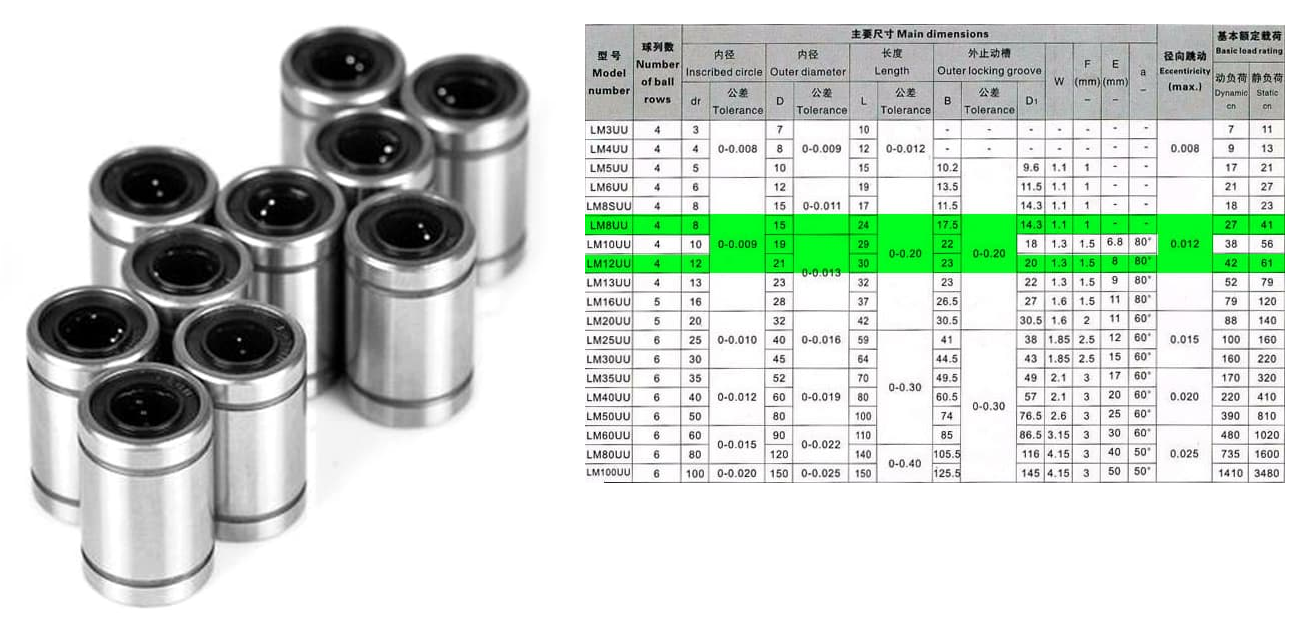 主要尺寸 Main dimensions
基本额定载荷
Basic load rating
型号
Model
number
球列数
Number
of ball
rows
内径
Inscribed circle
内径
Outer diameter
长度
Length
外止动槽
Outer locking groove
W
F
(mm)
-
E
(mm)
-
a
-
径向跳动
Eccentiricity
(max.)
动负荷
Dynamic
cn
静负荷
Static
cn
dr
公差
Tolerance
D
公差
Tolerance
L
公差
Tolerance
B
公差
Tolerance
D1
LM3UU 4 3 7 10 - - - - - - - 7 11
LM4UU 4 4 0-0.008 8 0-0.009 12 0-0.012 - - - - - - - 0.008 9 13
LM5UU 4 5 10 15 10.2 9.6 1.1 1 - - 17 21
LM6UU 4 6 12 19 13.5 11.5 1.1 1 - - 21 27
LM8SUU 4 8 15 0-0.011 17 11.5 14.3 1.1 1 - - 18 23
LM8UU 4 8 15 24 17.5 14.3 1.1 1 - - 27 41
LM10UU 4 10 0-0.009 19 29 0-0.20 22 0-0.20 18 1.3 1.5 6.8 80° 0.012 38 56
LM12UU 4 12 21 0-0.013 30 23 20 1.3 1.5 8 80° 42 61
LM13UU 4 13 23 32 23 22 1.3 1.5 9 80° 52 79
LM16UU 5 16 28 37 26.5 27 1.6 1.5 11 80° 79 120
LM20UU 5 20 32 42 30.5 30.5 1.6 2 11 60° 88 140
LM25UU 6 25 0-0.010 40 0-0.016 59 41 38 1.85 2.5 12 60° 0.015 100 160
LM30UU 6 30 45 64 44.5 43 1.85 2.5 15 60° 160 220
LM35UU 6 35 52 70 0-0.30 49.5 49 2.1 3 17 60° 170 320
LM40UU 6 40 0-0.012 60 0-0.019 80 60.5 0-0.30 57 2.1 3 20 60° 0.020 220 410
LM50UU 6 50 80 100 74 76.5 2.6 3 25 60° 390 810
LM60UU 6 60 0-0.015 90 0-0.022 110 85 86.5 3.15 3 30 60° 480 1020
LM80UU 6 80 120 140 0-0.40 105.5 116 4.15 3 40 50° 0.025 735 1600
LM100UU 6 100 0-0.020 150 0-0.025 150 125.5 145 4.15 3 50 50° 1410 3480